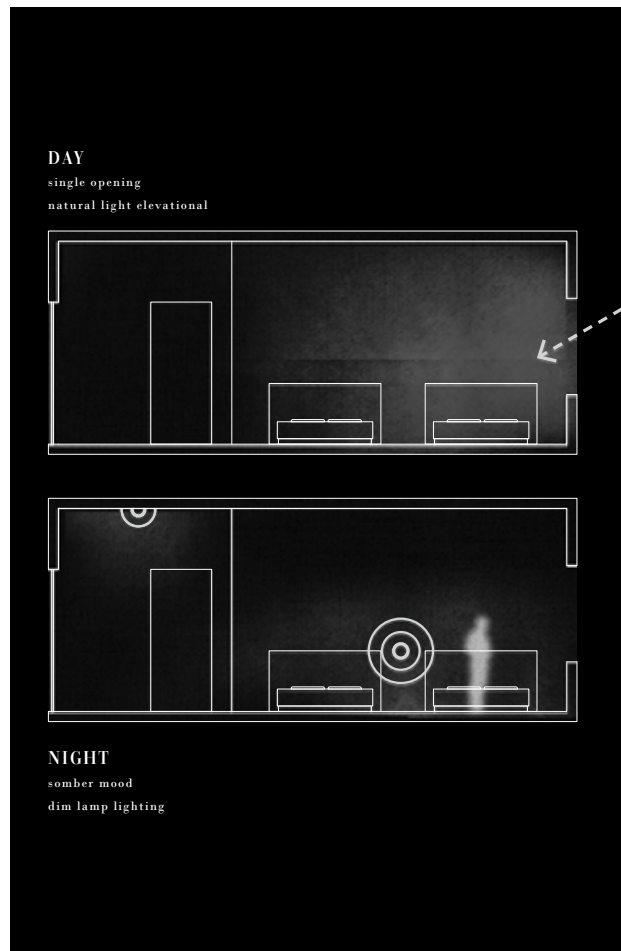 DAY
single opening
natural light elevational
NIGHT
somber mood
dim lamp lighting